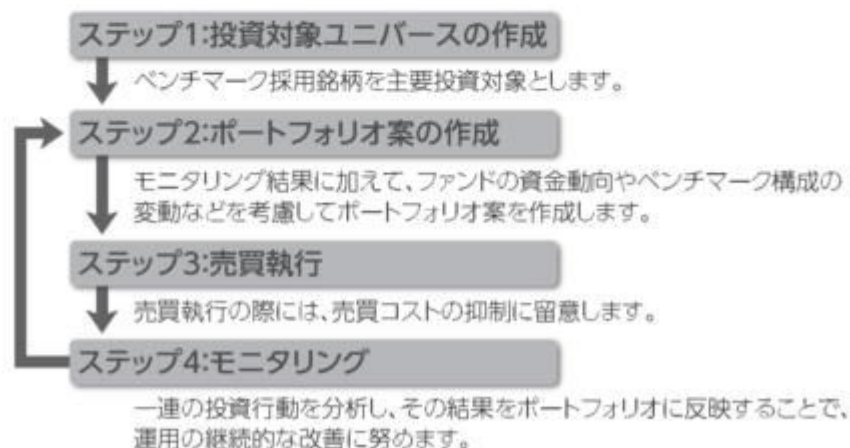 ステップ1:投資対象ユニバースの作成
ベンチマーク採用銘柄を主要投資対象とします。
ステップ2:ポートフォリオ案の作成
モニタリング結果に加えて、ファンドの資金動向やベンチマーク構成の
変動などを考慮してポートフォリオ案を作成します。
ステップ3:売買執行
売買執行の際には、売買コストの抑制に留意します。
ステップ4:モニタリング
一連の投資行動を分析し、その結果をポートフォリオに反映することで、
運用の継続的な改善に努めます。